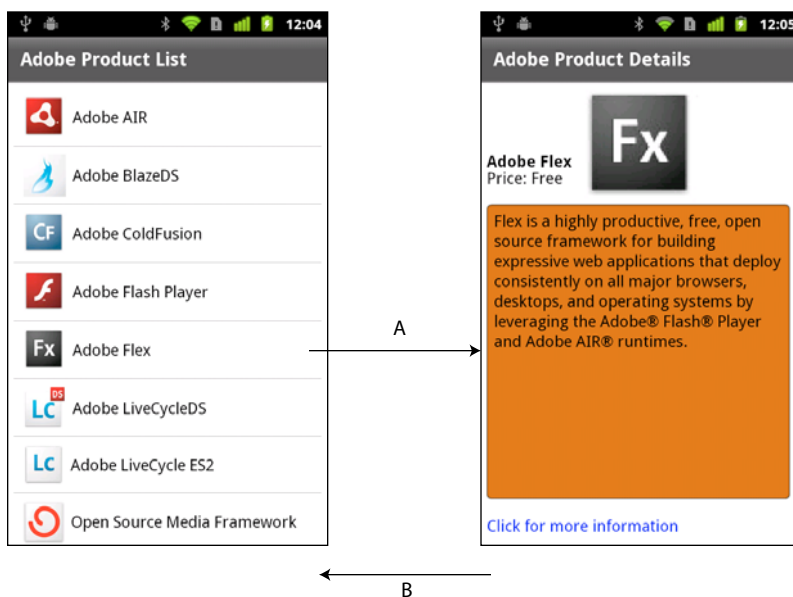 12:04
Adobe Product List
Adobe AIR
Adobe BlazeDS
CF Adobe ColdFusion
Adobe Flash Player
Fx Adobe Flex
LC DS Adobe LiveCycleDS
LC Adobe LiveCycle ES2
Open Source Media Framework
A
12:05
Adobe Product Details
Fx
Adobe Flex
Price: Free
Flex is a highly productive, free, open
source framework for building
expressive web applications that deploy
consistently on all major browsers,
desktops, and operating systems by
leveraging the Adobe® Flash® Player
and Adobe AIR® runtimes.
Click for more information
B